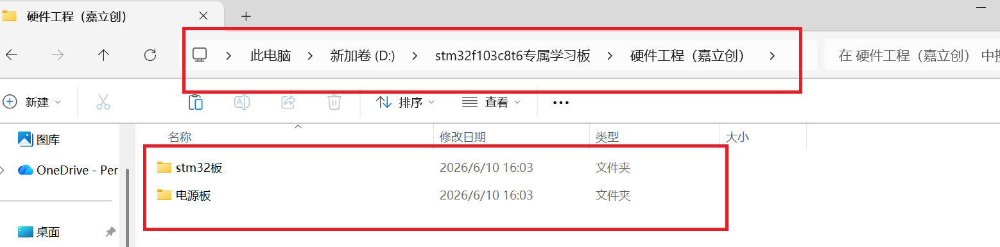 硬件工程（嘉立创）
此电脑 新加卷 (D:) stm32f103c8t6专属学习板 硬件工程（嘉立创） 在 硬件工程（嘉立创） 中
新建 排序 查看
图库 名称 修改日期 类型 大小
OneDrive - Per stm32板 2026/6/10 16:03 文件夹
电源板 2026/6/10 16:03 文件夹
桌面